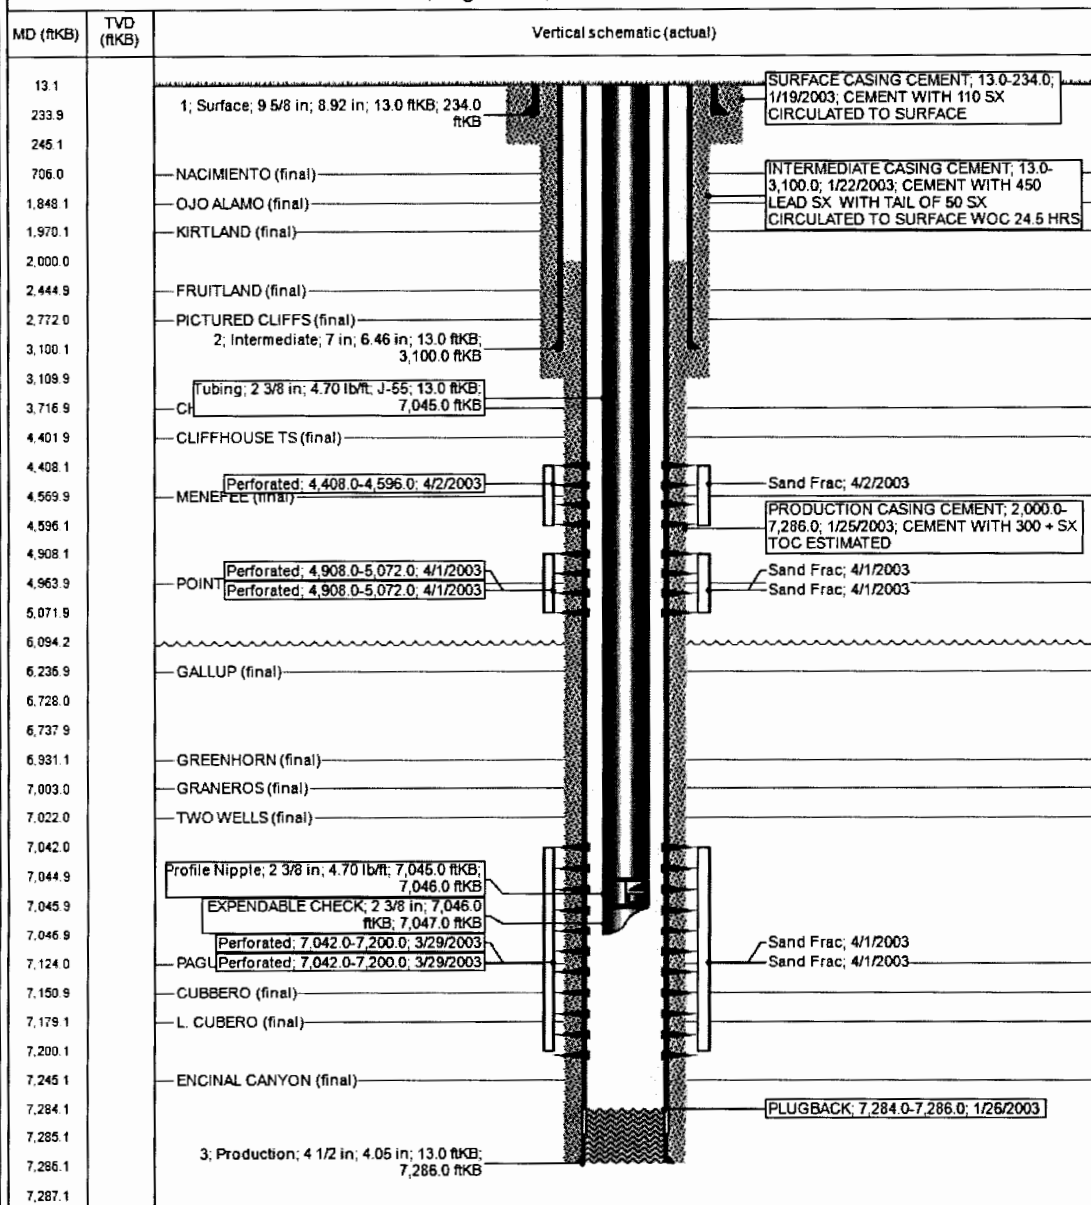 MD (ftKB)
TVD
(ftKB)
Vertical schematic (actual)
13.1
233.9
245.1
706.0
1,848.1
1,970.1
2,000.0
2,444.9
2,772.0
3,100.1
3,109.9
3,716.9
4,401.9
4,408.1
4,569.9
4,596.1
4,908.1
4,963.9
5,071.9
6,094.2
6,236.9
6,728.0
6,737.9
6,931.1
7,003.0
7,022.0
7,042.0
7,044.9
7,045.9
7,046.9
7,124.0
7,150.9
7,179.1
7,200.1
7,245.1
7,284.1
7,285.1
7,286.1
7,287.1
1; Surface; 9 5/8 in; 8.92 in; 13.0 ftKB; 234.0
ftKB
NACIMIENTO (final)
OJO ALAMO (final)
KIRTLAND (final)
FRUITLAND (final)
PICTURED CLIFFS (final)
2; Intermediate; 7 in; 6.46 in; 13.0 ftKB;
3,100.0 ftKB
Tubing; 2 3/8 in; 4.70 lb/ft; J-55; 13.0 ftKB;
7,045.0 ftKB
CLIFFHOUSE TS (final)
Perforated; 4,408.0-4,596.0; 4/2/2003
MENEFEE (final)
Perforated; 4,908.0-5,072.0; 4/1/2003
POINT
Perforated; 4,908.0-5,072.0; 4/1/2003
GALLUP (final)
GREENHORN (final)
GRANEROS (final)
TWO WELLS (final)
Profile Nipple; 2 3/8 in; 4.70 lb/ft; 7,045.0 ftKB;
7,046.0 ftKB
EXPENDABLE CHECK; 2 3/8 in; 7,046.0
ftKB; 7,047.0 ftKB
Perforated; 7,042.0-7,200.0; 3/29/2003
Perforated; 7,042.0-7,200.0; 3/29/2003
CUBBERO (final)
L. CUBERO (final)
ENCINAL CANYON (final)
3; Production; 4 1/2 in; 4.05 in; 13.0 ftKB;
7,286.0 ftKB
SURFACE CASING CEMENT; 13.0-234.0;
1/19/2003; CEMENT WITH 110 SX
CIRCULATED TO SURFACE
INTERMEDIATE CASING CEMENT; 13.0-
3,100.0; 1/22/2003; CEMENT WITH 450
LEAD SX WITH TAIL OF 50 SX
CIRCULATED TO SURFACE WOC 24.5 HRS
Sand Frac; 4/2/2003
PRODUCTION CASING CEMENT; 2,000.0-
7,286.0; 1/25/2003; CEMENT WITH 300 + SX
TOC ESTIMATED
Sand Frac; 4/1/2003
Sand Frac; 4/1/2003
Sand Frac; 4/1/2003
Sand Frac; 4/1/2003
PLUGBACK; 7,284.0-7,286.0; 1/26/2003